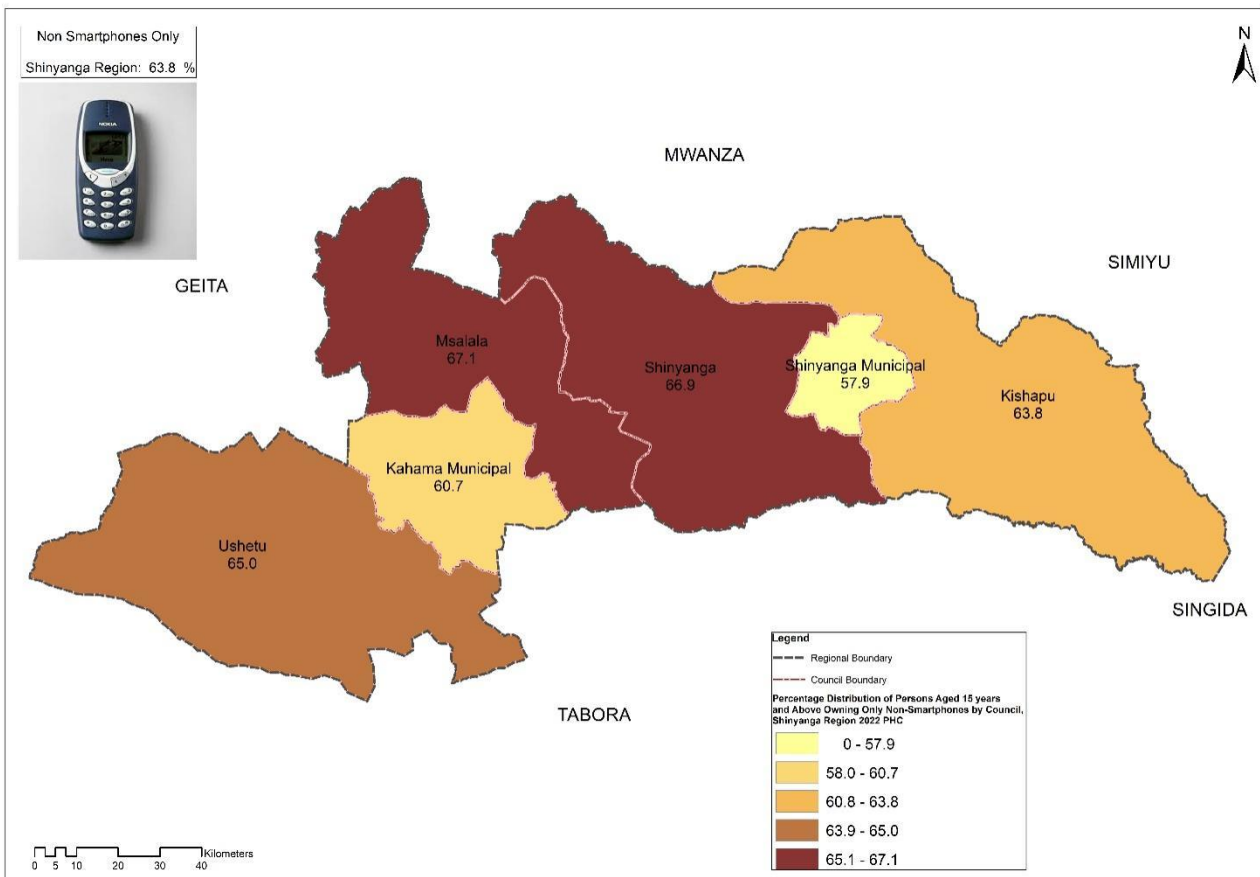 Non Smartphones Only
Shinyanga Region: 63.8 %
NOKIA
N
MWANZA
SIMIYU
GEITA
Msalala
67.1
Shinyanga
66.9
Shinyanga Municipal
57.9
Kishapu
63.8
Kahama Municipal
60.7
Ushetu
65.0
SINGIDA
TABORA
Legend
Regional Boundary
Council Boundary
Percentage Distribution of Persons Aged 15 years
and Above Owning Only Non-Smartphones by Council,
Shinyanga Region 2022 PHC
0 - 57.9
58.0 - 60.7
60.8 - 63.8
63.9 - 65.0
65.1 - 67.1
Kilometers
0 5 10 20 30 40